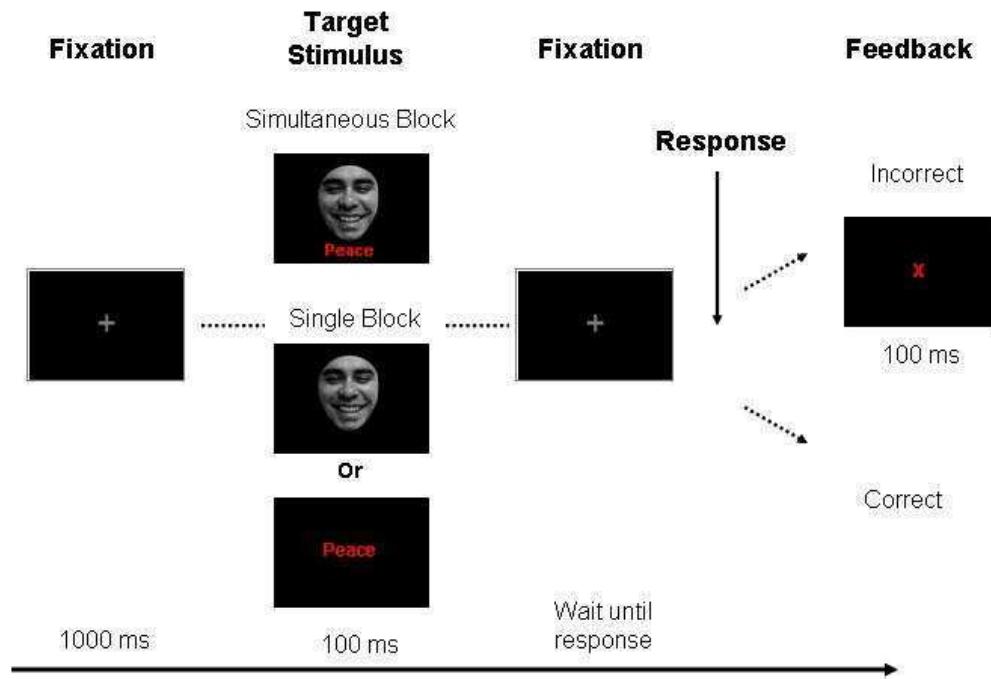 Fixation
Target
Stimulus
Fixation
Feedback
Simultaneous Block
Peace
Response
Incorrect
x
100 ms
Single Block
Or
Peace
Correct
1000 ms
100 ms
Wait until
response